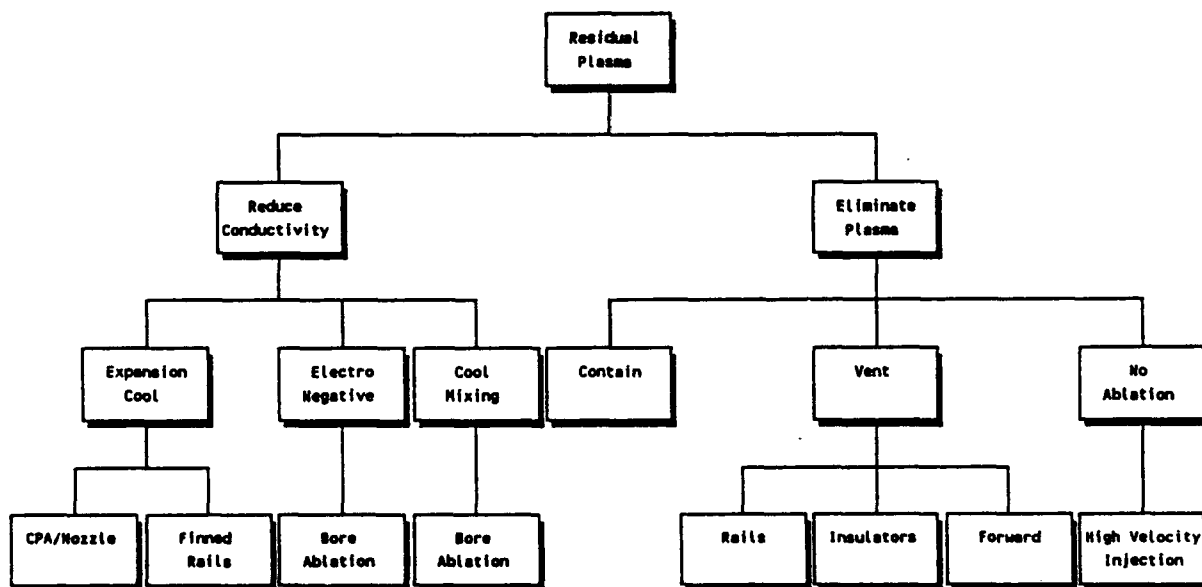 Residual
Plasma
Reduce
Conductivity
Eliminate
Plasma
Expansion
Cool
Electro
Negative
Cool
Mixing
Contain
Vent
No
Ablation
CPA/Nozzle
Finned
Rails
Bore
Ablation
Bore
Ablation
Rails
Insulators
Forward
High Velocity
Injection